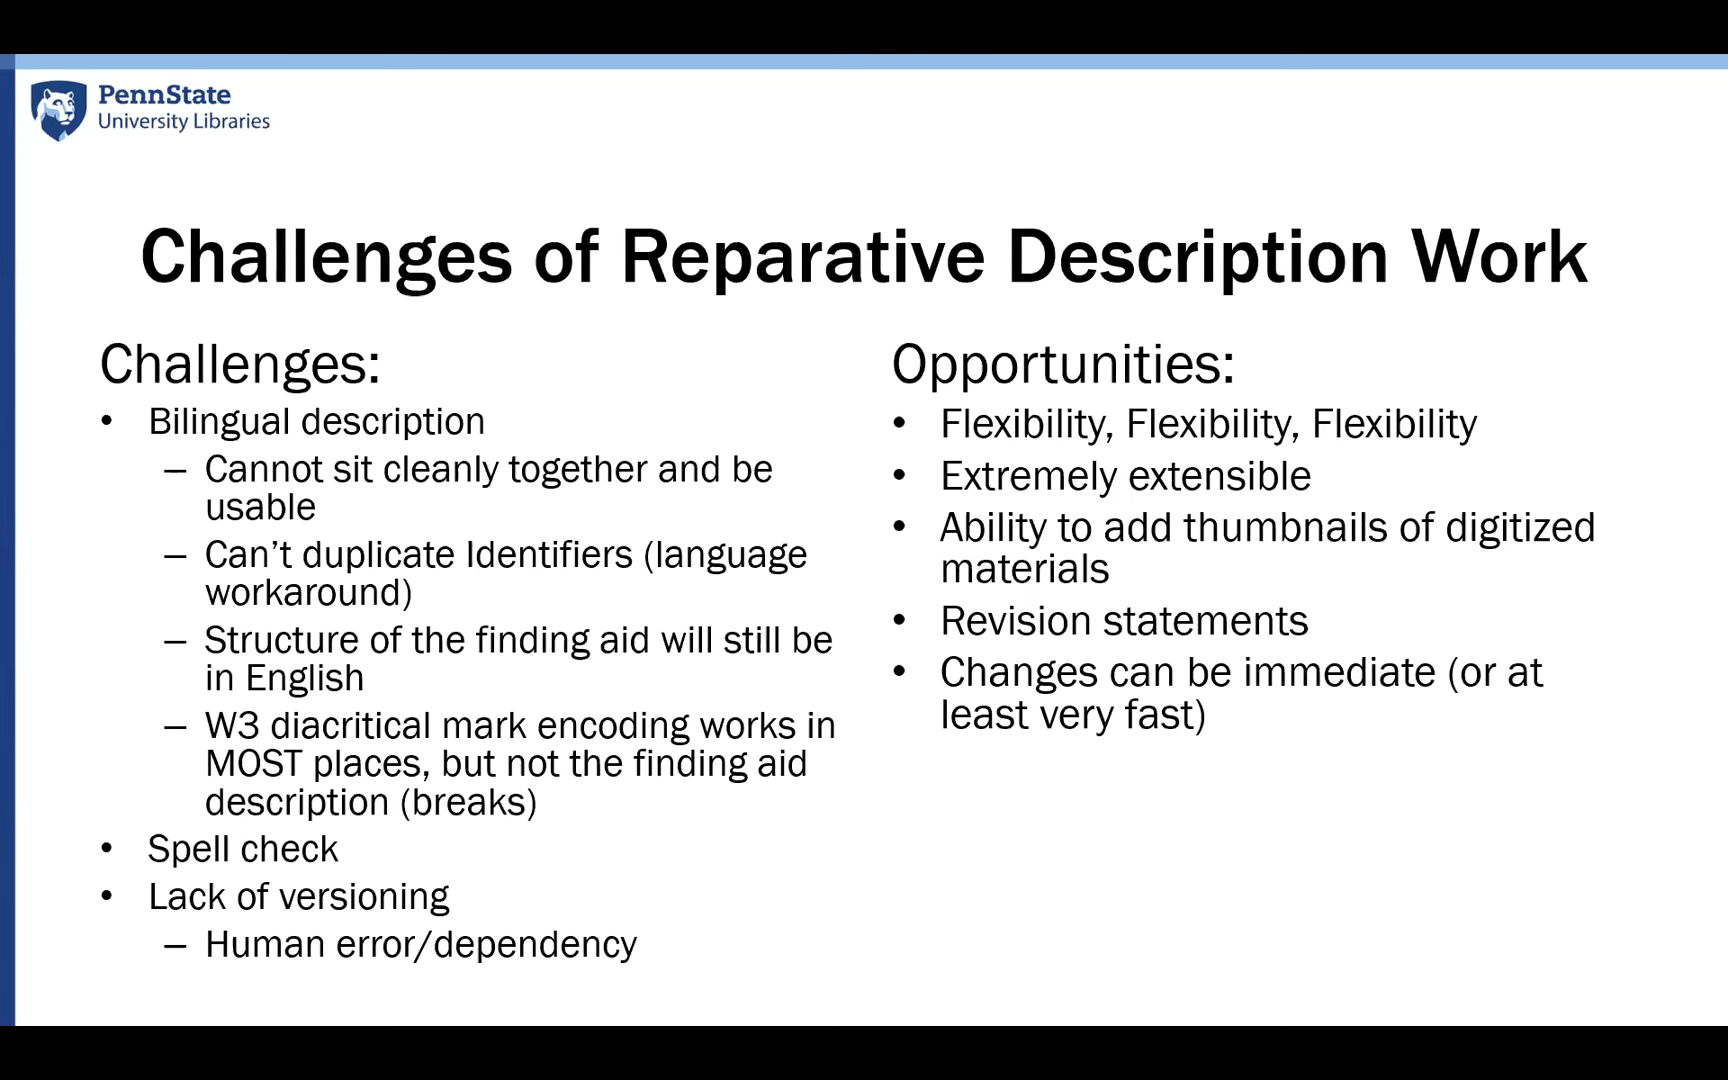 PennState
University Libraries
Challenges of Reparative Description Work
Challenges:
• Bilingual description
– Cannot sit cleanly together and be
usable
– Can’t duplicate Identifiers (language
workaround)
– Structure of the finding aid will still be
in English
– W3 diacritical mark encoding works in
MOST places, but not the finding aid
description (breaks)
• Spell check
• Lack of versioning
– Human error/dependency
Opportunities:
• Flexibility, Flexibility, Flexibility
• Extremely extensible
• Ability to add thumbnails of digitized
materials
• Revision statements
• Changes can be immediate (or at
least very fast)